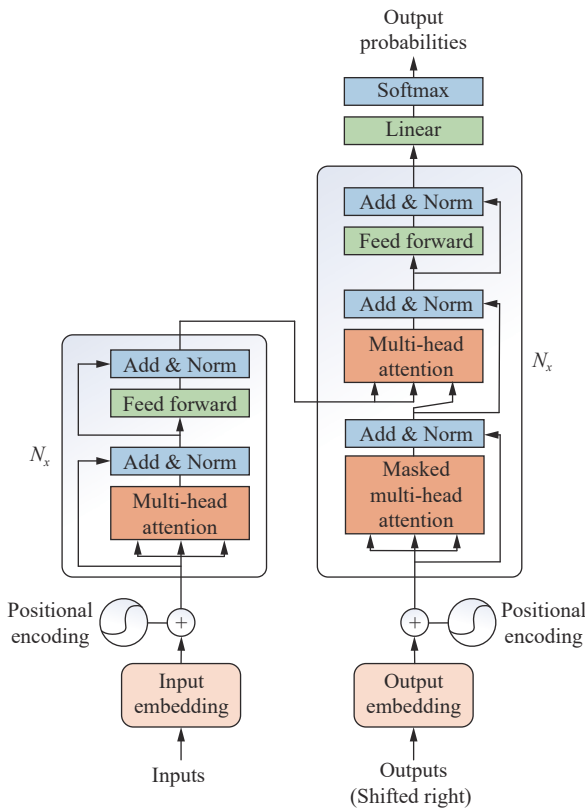 Output
probabilities
Softmax
Linear
Add & Norm
Feed forward
Add & Norm
Multi-head
attention
N_x
Add & Norm
Masked
multi-head
attention
Add & Norm
Feed forward
N_x
Add & Norm
Multi-head
attention
Positional
encoding
+
+
Positional
encoding
Input
embedding
Output
embedding
Inputs
Outputs
(Shifted right)